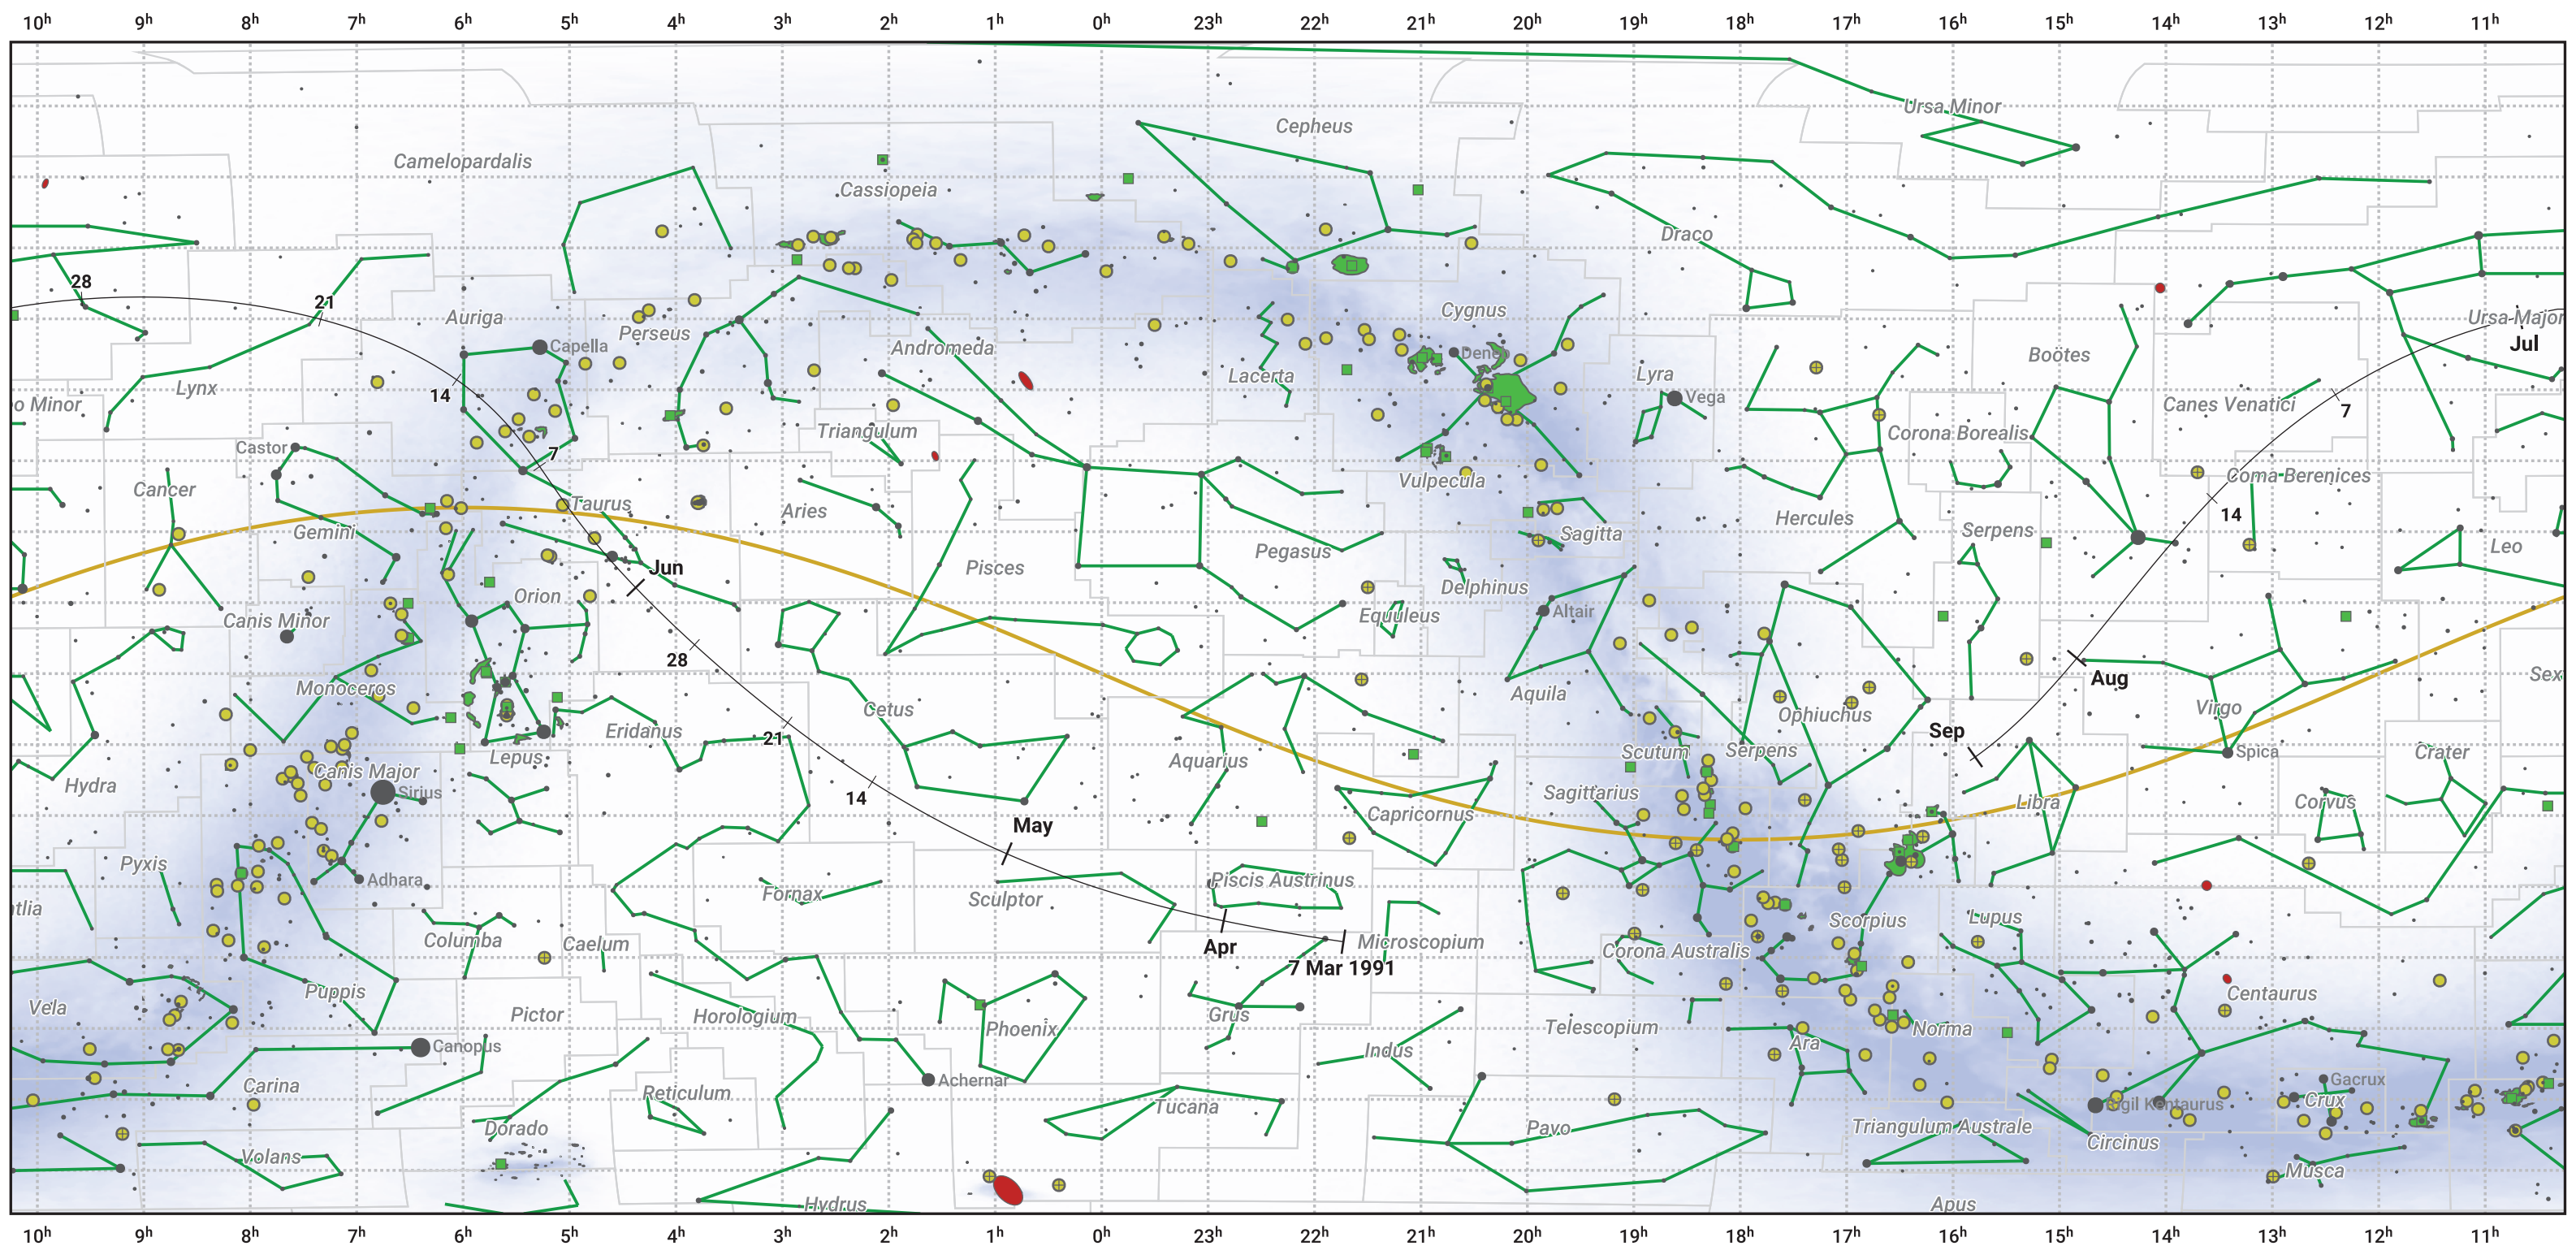 10h 9h 8h 7h 6h 5h 4h 3h 2h 1h 0h 23h 22h 21h 20h 19h 18h 17h 16h 15h 14h 13h 12h 11h
Ursa Minor
Cepheus
Camelopardalis
Cassiopeia
Draco
28
21
Auriga
Perseus
Cygnus
Ursa Major
Jul
Capella
Andromeda
Deneb
Boötes
Lynx
Lacerta
Lyra
14
Vega
o Minor
Canes Venatici
7
Triangulum
Corona Borealis
Castor
7
Vulpecula
Coma Berenices
Cancer
Taurus
Aries
Hercules
14
Gemini
Sagitta
Serpens
Pegasus
Leo
Jun
Pisces
Delphinus
Orion
Altair
Canis Minor
Equuleus
28
Aug
Sex
Monoceros
Aquila
Cetus
Virgo
Ophiuchus
Eridanus
21
Sep
Lepus
Aquarius
Scutum
Serpens
Spica
Crater
Canis Major
Hydra
Sirius
14
Sagittarius
Libra
Corvus
May
Capricornus
Pyxis
Adhara
Fornax
Sculptor
Piscis Austrinus
ntlia
Scorpius
Lupus
Columba
Caelum
Apr
Microscopium
Corona Australis
7 Mar 1991
Vela
Puppis
Centaurus
Pictor
Horologium
Phoenix
Grus
Telescopium
Norma
Canopus
Indus
Ara
Carina
Reticulum
Achernar
Gacrux
Tucana
Rigil Kentaurus
Crux
Dorado
Pavo
Triangulum Australe
Circinus
Volans
Musca
Hydrus
Apus
10h 9h 8h 7h 6h 5h 4h 3h 2h 1h 0h 23h 22h 21h 20h 19h 18h 17h 16h 15h 14h 13h 12h 11h